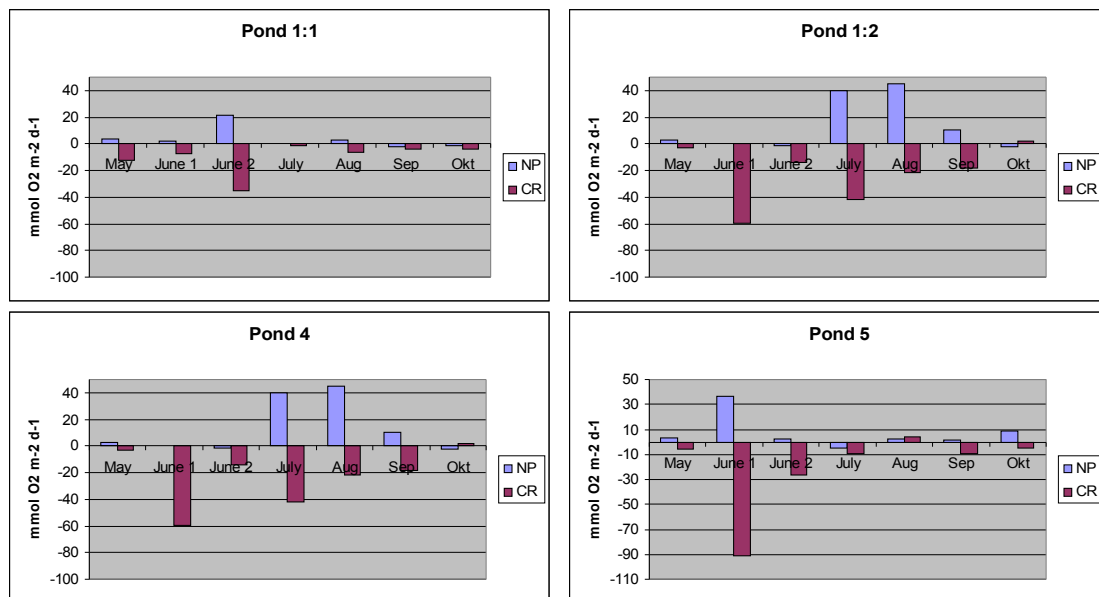 Pond 1:1
40
20
0
-20
-40
-60
-80
-100
mmol O2 m-2 d-1
May June 1 June 2 July Aug Sep Okt
NP
CR
Pond 1:2
40
20
0
-20
-40
-60
-80
-100
mmol O2 m-2 d-1
May June 1 June 2 July Aug Sep Okt
NP
CR
Pond 4
40
20
0
-20
-40
-60
-80
-100
mmol O2 m-2 d-1
May June 1 June 2 July Aug Sep Okt
NP
CR
Pond 5
50
30
10
-10
-30
-50
-70
-90
-110
mmol O2 m-2 d-1
May June 1 June 2 July Aug Sep Okt
NP
CR